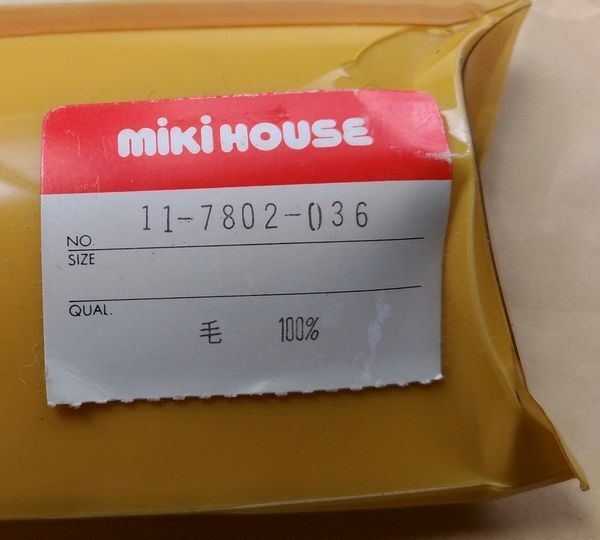 miki HOUSE
NO. 11-7802-036
SIZE
QUAL.
毛 100%